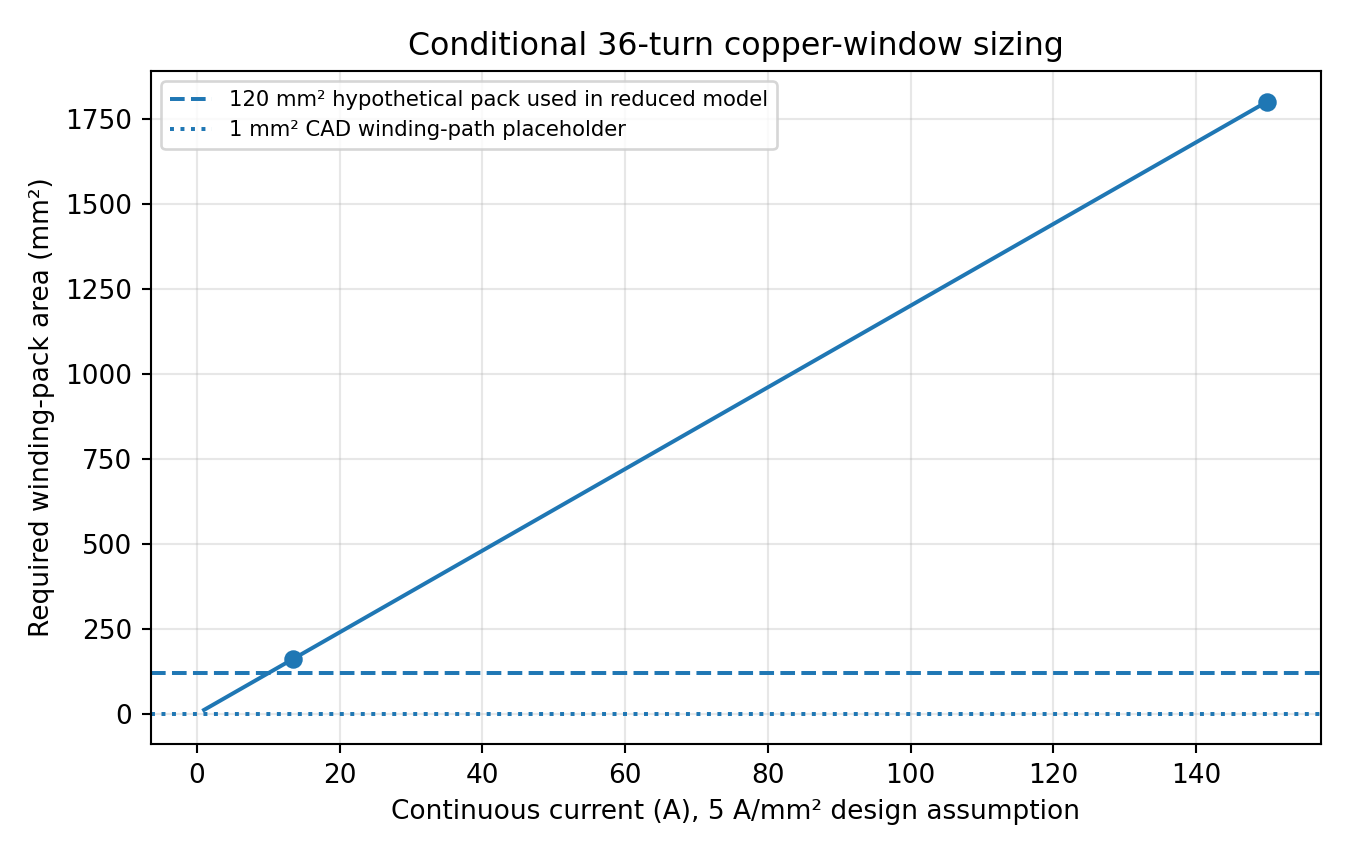 Conditional 36-turn copper-window sizing
120 mm² hypothetical pack used in reduced model
1 mm² CAD winding-path placeholder
Required winding-pack area (mm²)
1750
1500
1250
1000
750
500
250
0
0 20 40 60 80 100 120 140
Continuous current (A), 5 A/mm² design assumption